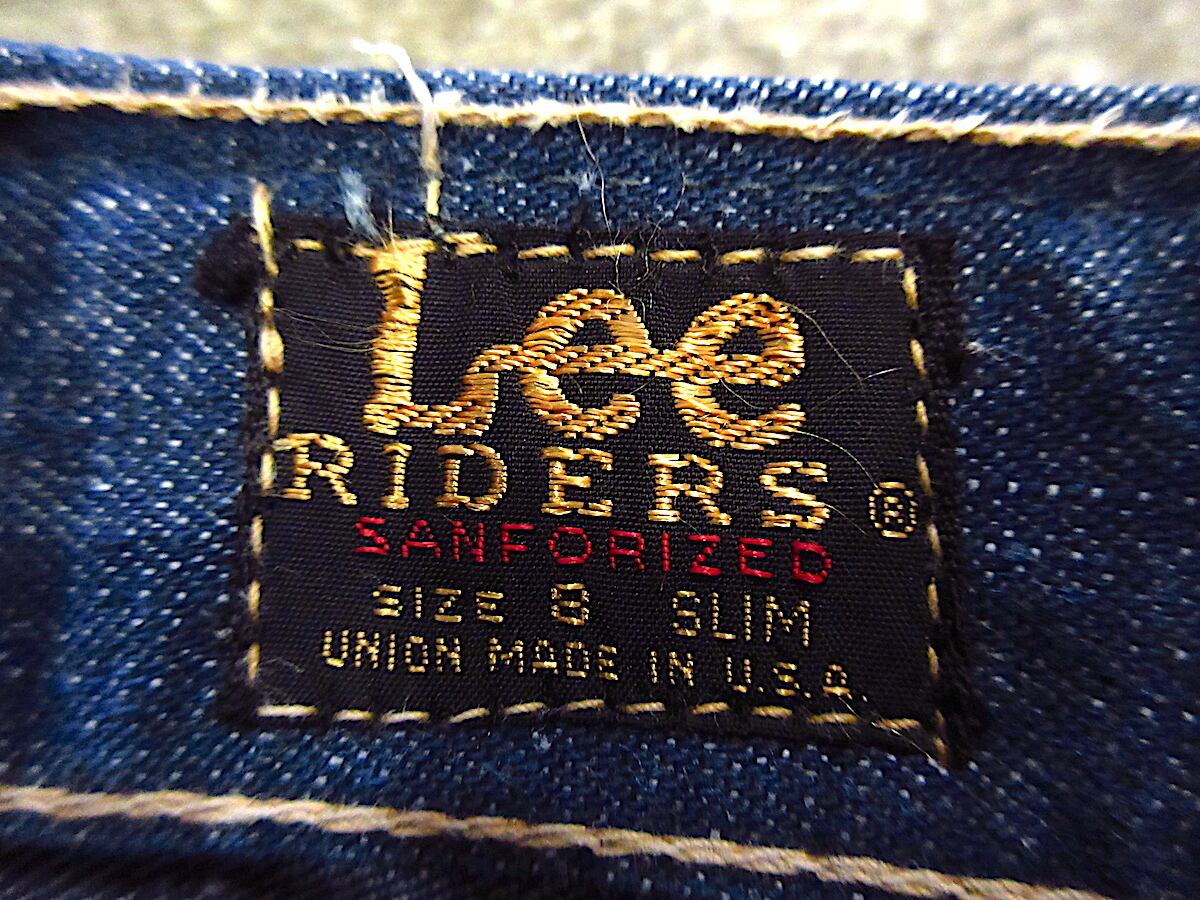 Lee
RIDERS ®
SANFORIZED
SIZE 8 SLIM
UNION MADE IN U.S.A.